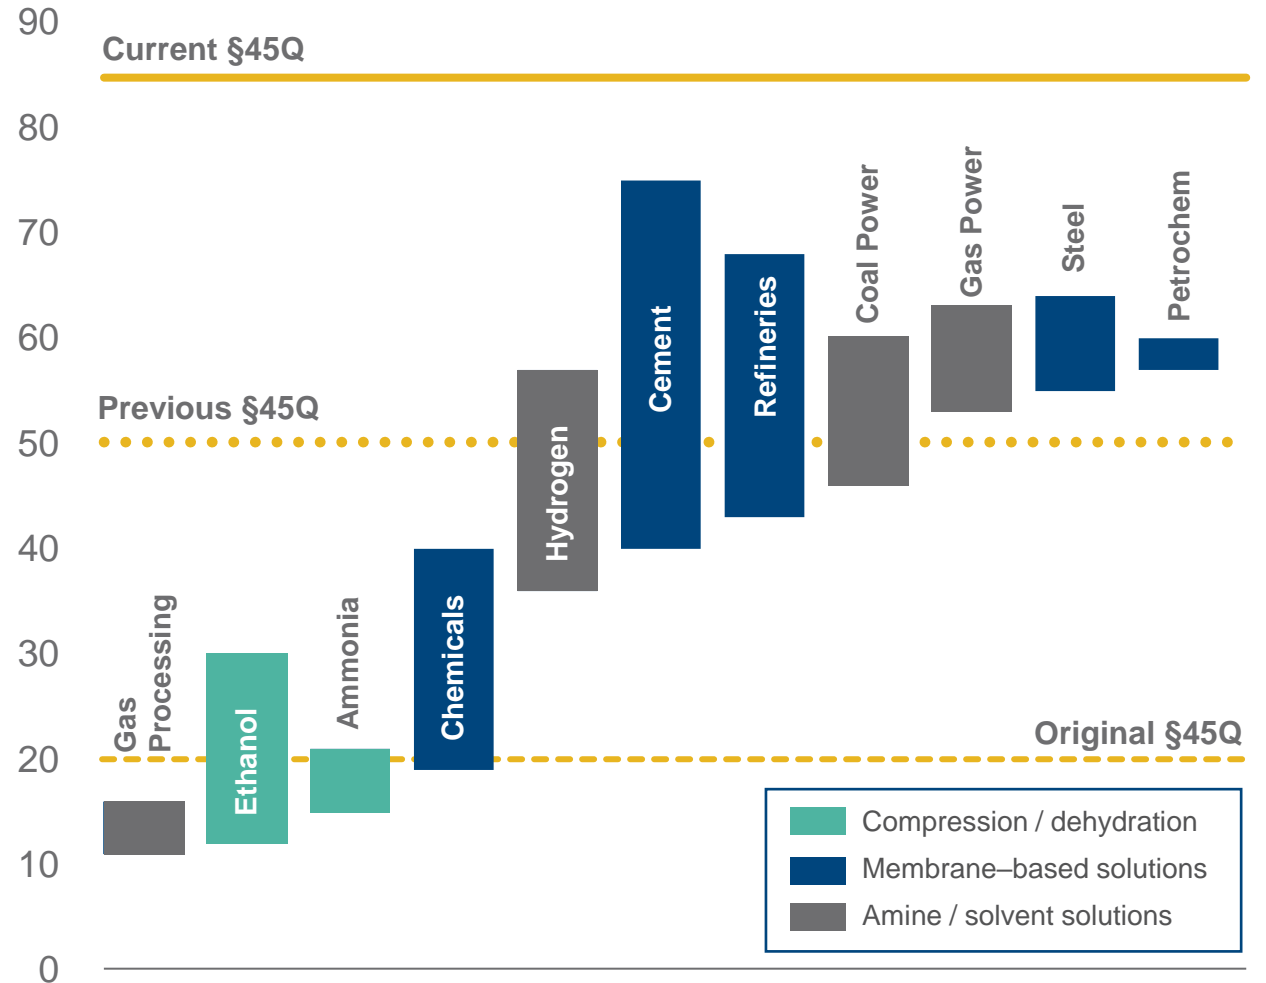 90
Current §45Q
80
70
60
Previous §45Q
50
40
30
20
10
0
Gas
Processing
Ethanol
Ammonia
Chemicals
Hydrogen
Cement
Refineries
Coal Power
Gas Power
Steel
Petrochem
Original §45Q
Compression / dehydration
Membrane–based solutions
Amine / solvent solutions